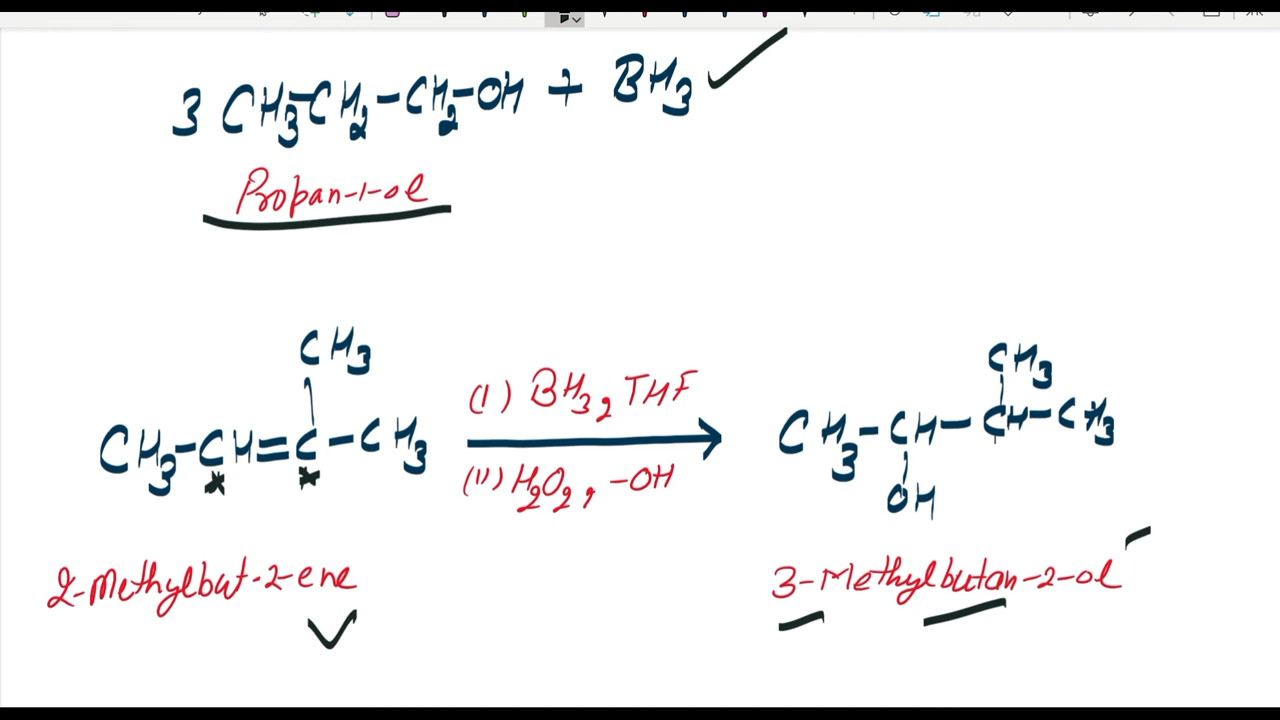 3 CH3-CH2-CH2-OH + BH3
Propan-1-ol
CH3
CH3-CH=C-CH3
(I) BH3, THF
(II) H2O2, -OH
CH3
CH3-CH-CH-CH3
OH
2-Methylbut-2-ene
3-Methylbutan-2-ol